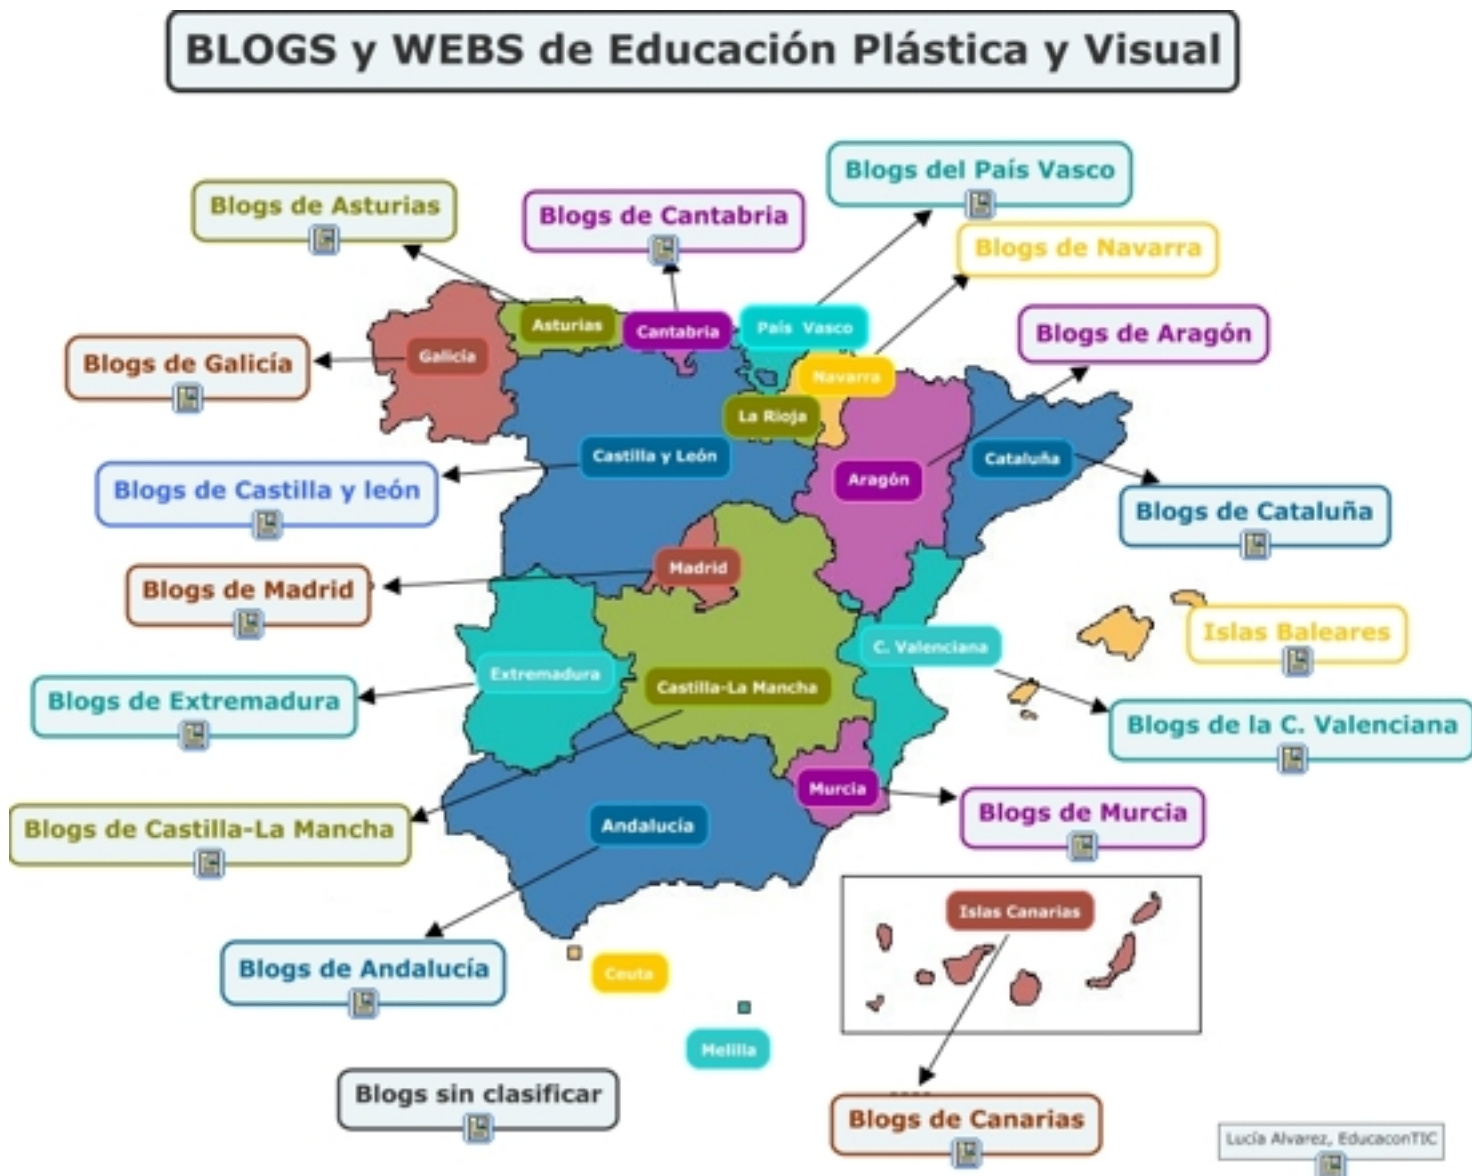 BLOGS y WEBS de Educación Plástica y Visual
Blogs del País Vasco
Blogs de Asturias
Blogs de Cantabria
Blogs de Navarra
Asturias
Cantabria
País Vasco
Blogs de Aragón
Galicia
Blogs de Galicía
Navarra
La Rioja
Castilla y León
Cataluña
Aragón
Blogs de Castilla y león
Blogs de Cataluña
Madrid
Blogs de Madrid
Islas Baleares
C. Valenciana
Extremadura
Castilla-La Mancha
Blogs de Extremadura
Blogs de la C. Valenciana
Murcia
Blogs de Murcia
Blogs de Castilla-La Mancha
Andalucía
Islas Canarias
Blogs de Andalucía
Ceuta
Melilla
Blogs sin clasificar
Blogs de Canarias
Lucía Alvarez, EducaconTIC